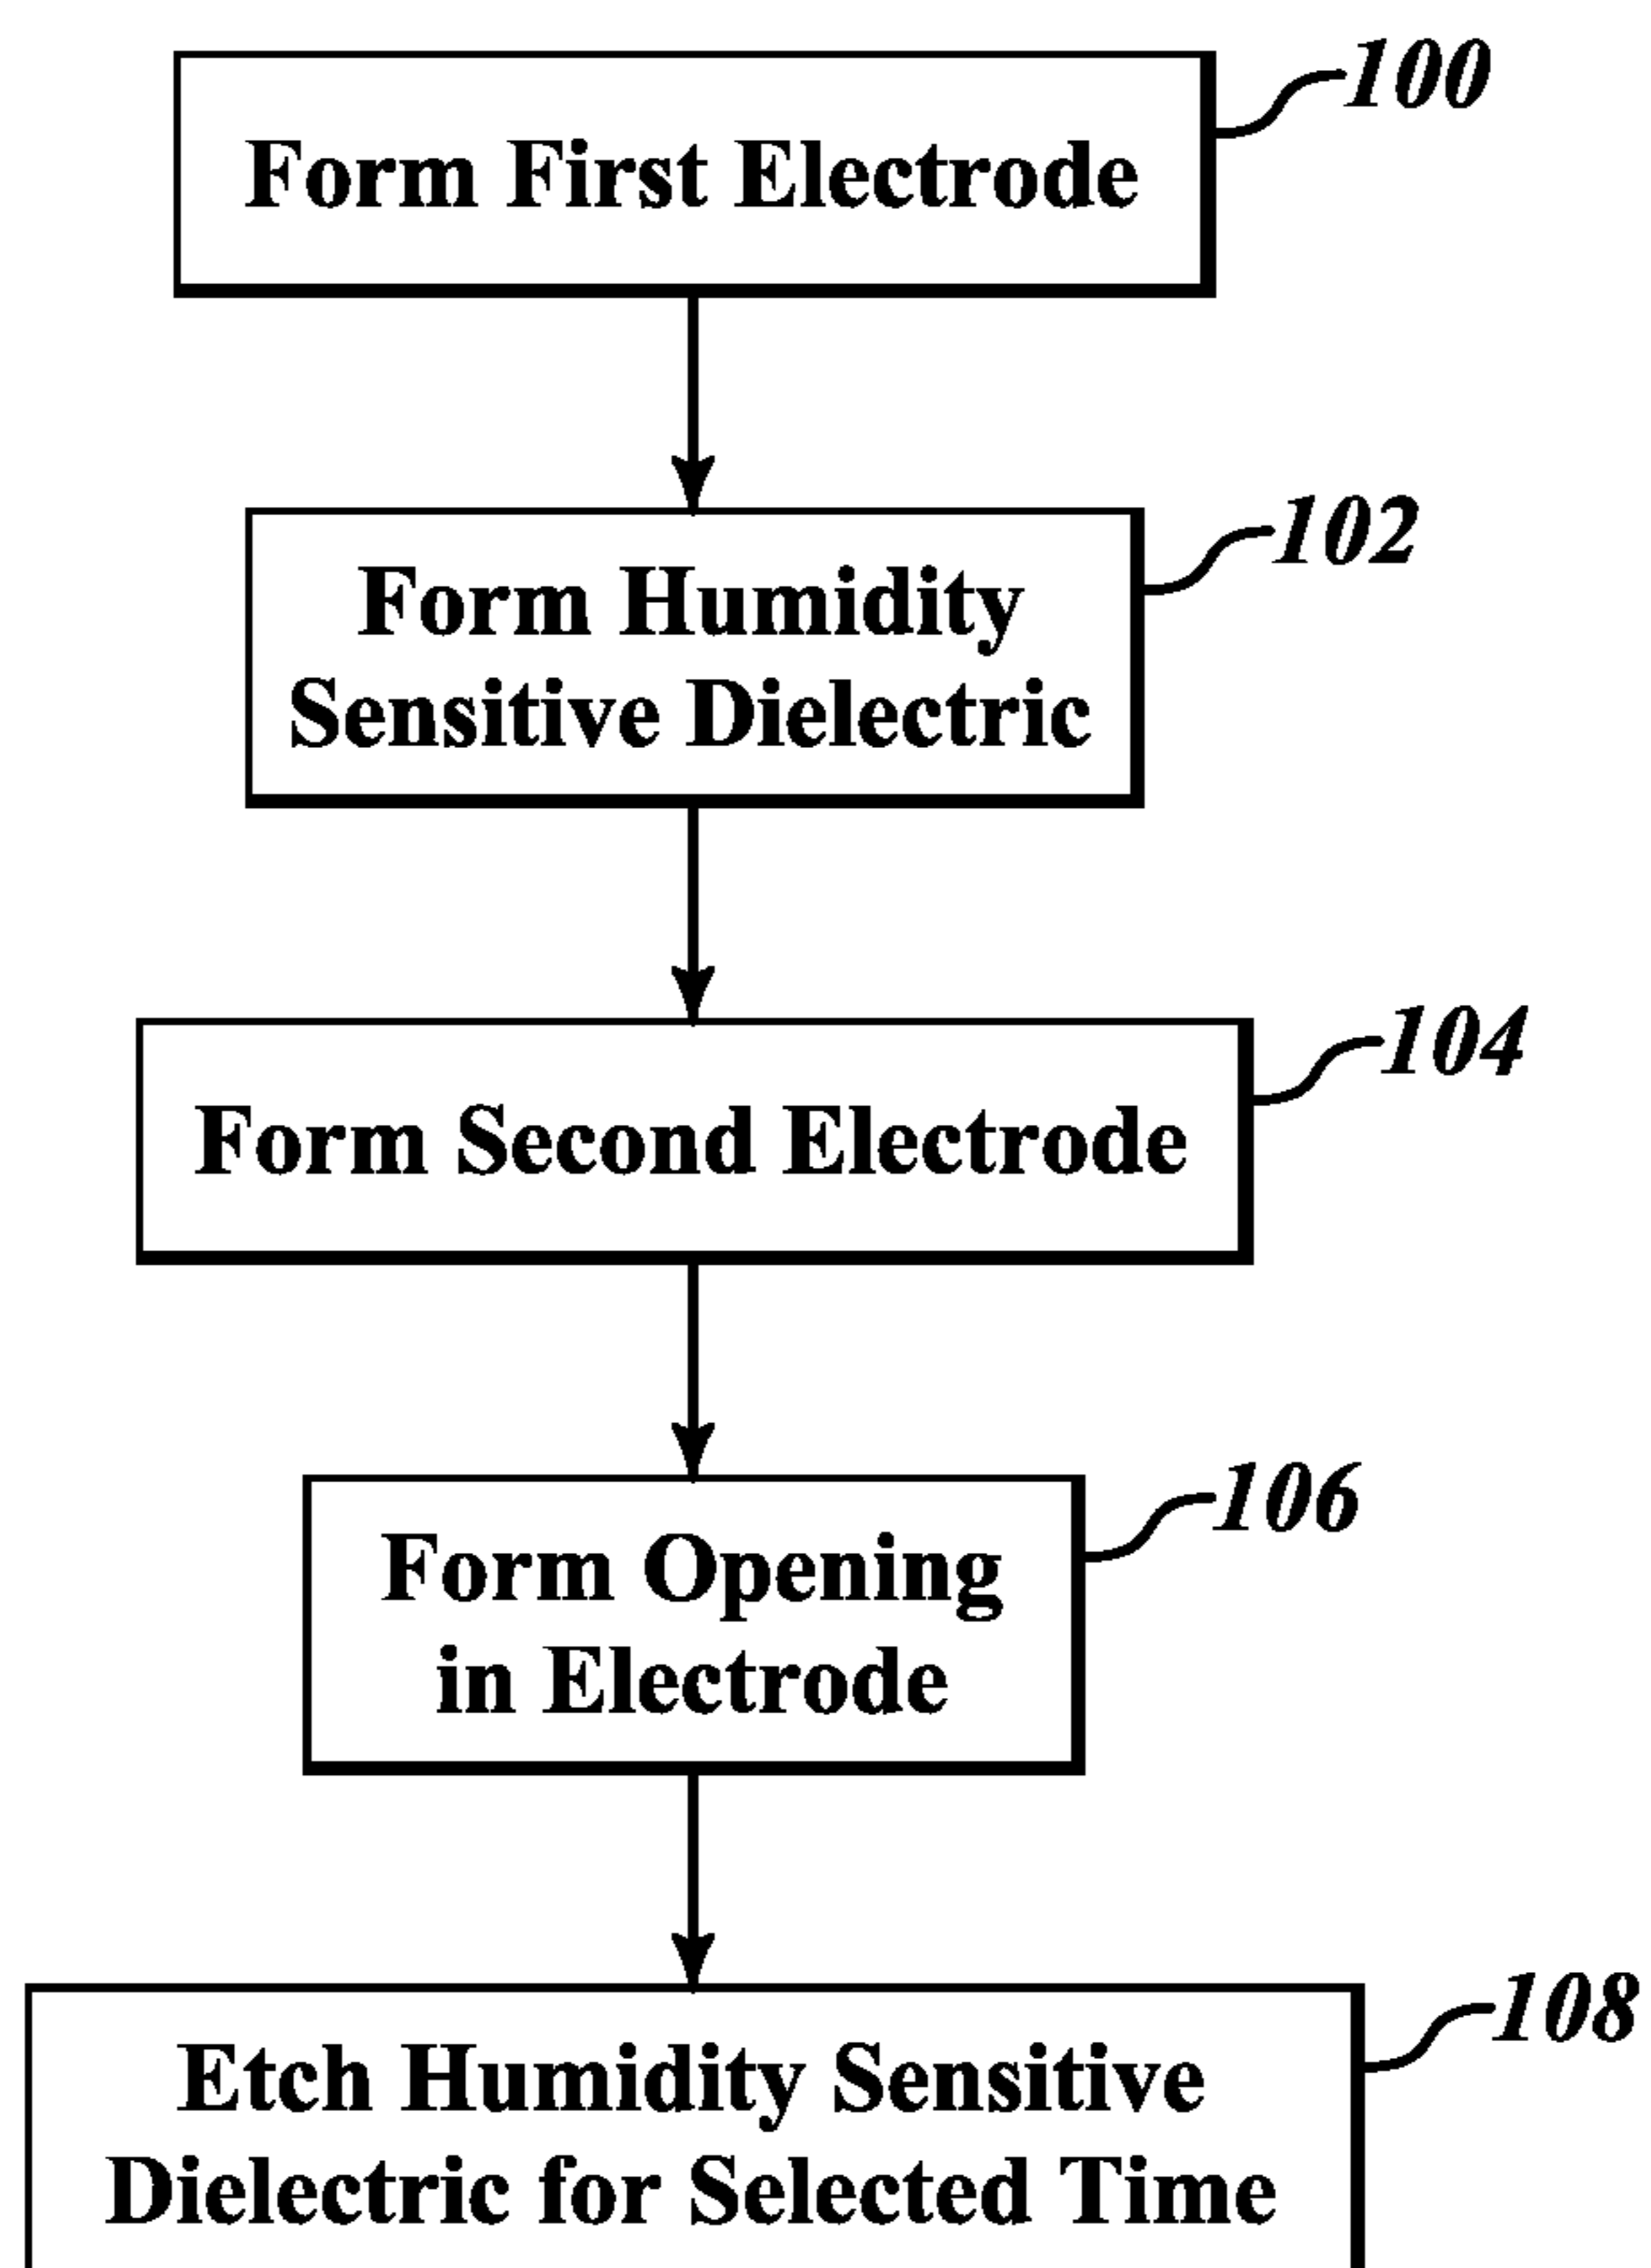 100
Form First Electrode
102
Form Humidity
Sensitive Dielectric
104
Form Second Electrode
106
Form Opening
in Electrode
108
Etch Humidity Sensitive
Dielectric for Selected Time